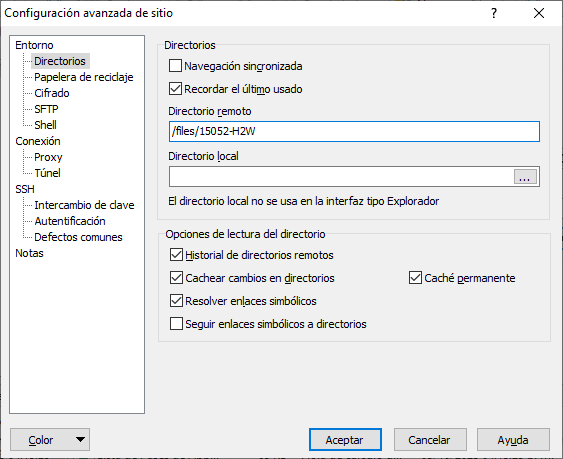 Configuración avanzada de sitio
Entorno
Directorios
Papelera de reciclaje
Cifrado
SFTP
Shell
Conexión
Proxy
Túnel
SSH
Intercambio de clave
Autentificación
Defectos comunes
Notas
Directorios
Navegación sincronizada
Recordar el último usado
Directorio remoto
/files/15052-H2W
Directorio local
...
El directorio local no se usa en la interfaz tipo Explorador
Opciones de lectura del directorio
Historial de directorios remotos
Cachear cambios en directorios Caché permanente
Resolver enlaces simbólicos
Seguir enlaces simbólicos a directorios
Color Aceptar Cancelar Ayuda